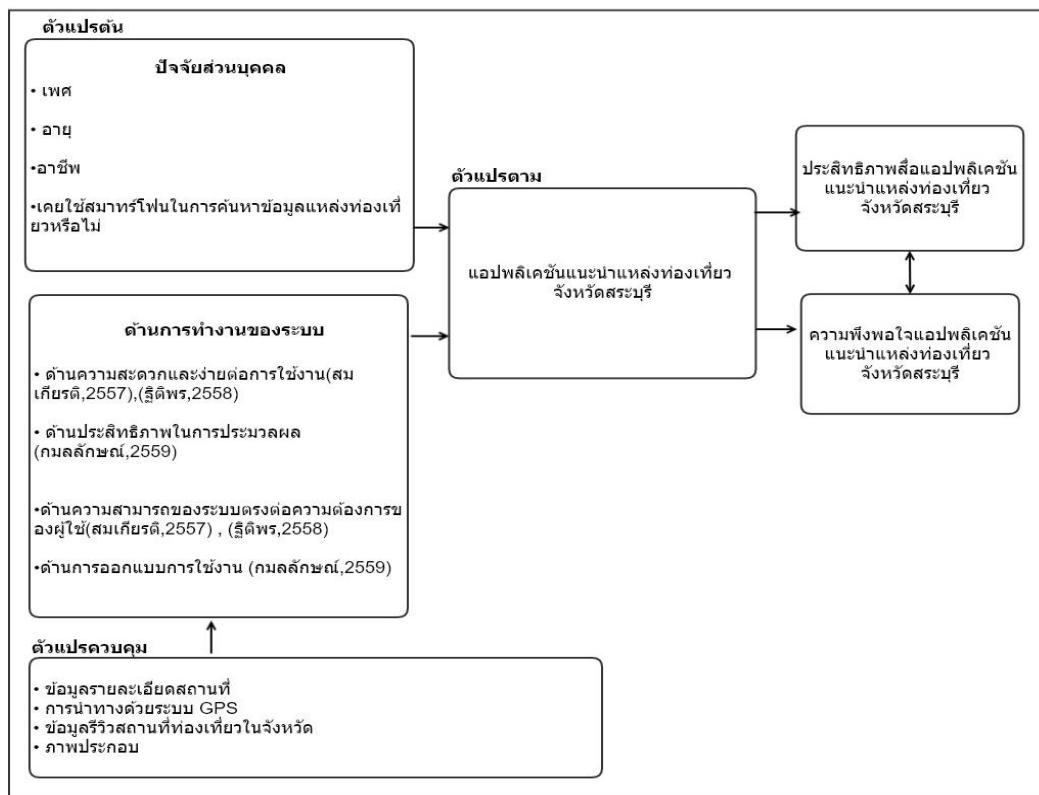 ตัวแปรต้น
ปัจจัยส่วนบุคคล
• เพศ
• อายุ
•อาชีพ
•เคยใช้สมาทร์โฟนในการค้นหาข้อมูลแหล่งท่องเที่
ยวหรือไม่
ด้านการทำงานของระบบ
• ด้านความสะดวกและง่ายต่อการใช้งาน(สม
เกียรติ,2557),(ฐิติพร,2558)
• ด้านประสิทธิภาพในการประมวลผล
(กมลลักษณ์,2559)
•ด้านความสามารถของระบบตรงต่อความต้องการข
องผู้ใช้(สมเกียรติ,2557) , (ฐิติพร,2558)
•ด้านการออกแบบการใช้งาน (กมลลักษณ์,2559)
ตัวแปรควบคุม
• ข้อมูลรายละเอียดสถานที่
• การนำทางด้วยระบบ GPS
• ข้อมูลรีวิวสถานที่ท่องเที่ยวในจังหวัด
• ภาพประกอบ
ตัวแปรตาม
แอปพลิเคชันแนะนำแหล่งท่องเที่ยว
จังหวัดสระบุรี
ประสิทธิภาพสื่อแอปพลิเคชัน
แนะนำแหล่งท่องเที่ยว
จังหวัดสระบุรี
ความพึงพอใจแอปพลิเคชัน
แนะนำแหล่งท่องเที่ยว
จังหวัดสระบุรี